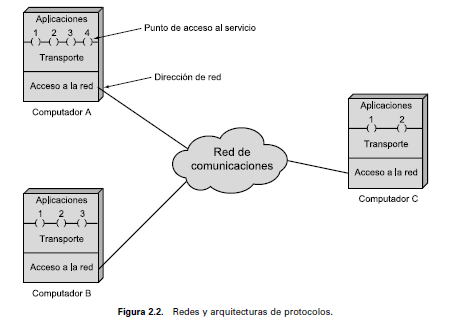 Aplicaciones
1 2 3 4
Transporte
Acceso a la red
Computador A
Punto de acceso al servicio
Dirección de red
Red de
comunicaciones
Aplicaciones
1 2
Transporte
Acceso a la red
Computador C
Aplicaciones
1 2 3
Transporte
Acceso a la red
Computador B
Figura 2.2. Redes y arquitecturas de protocolos.